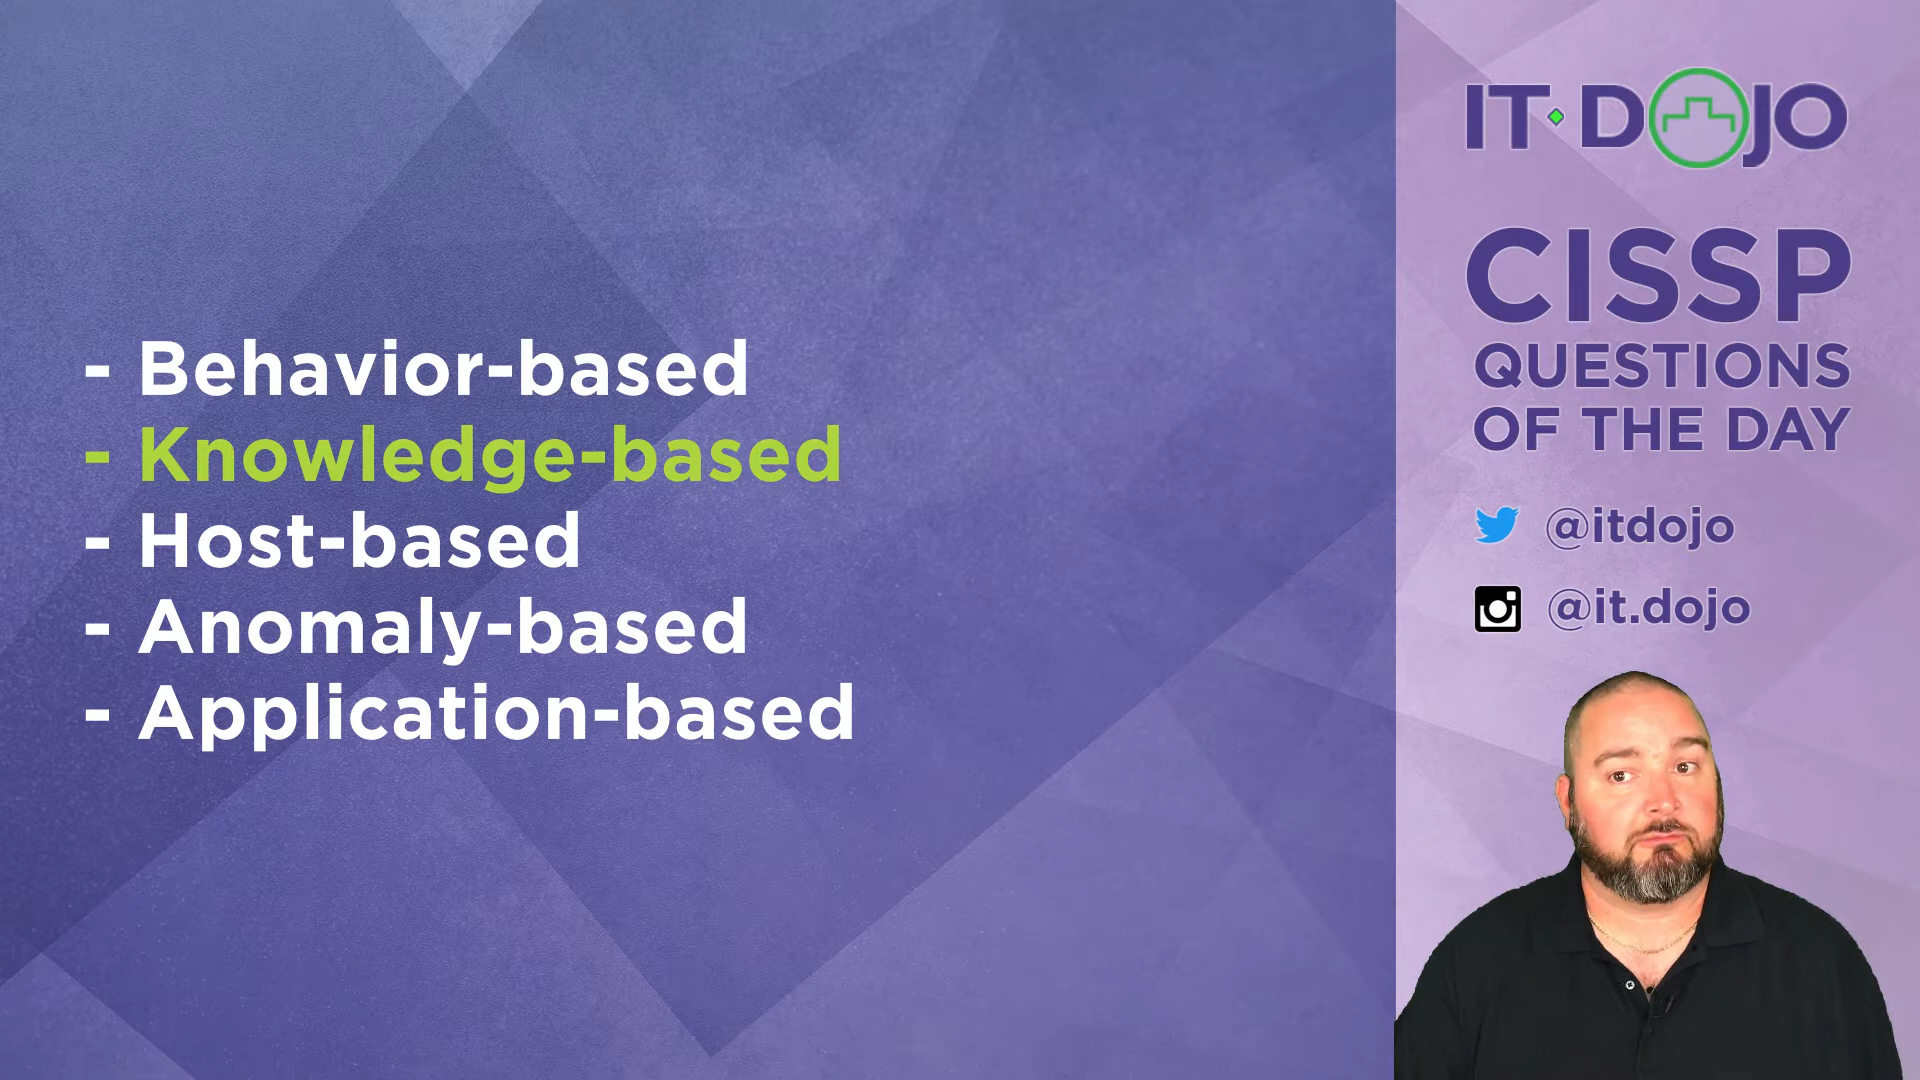 - Behavior-based
- Knowledge-based
- Host-based
- Anomaly-based
- Application-based
IT·DOJO
CISSP
QUESTIONS
OF THE DAY
@itdojo
@it.dojo